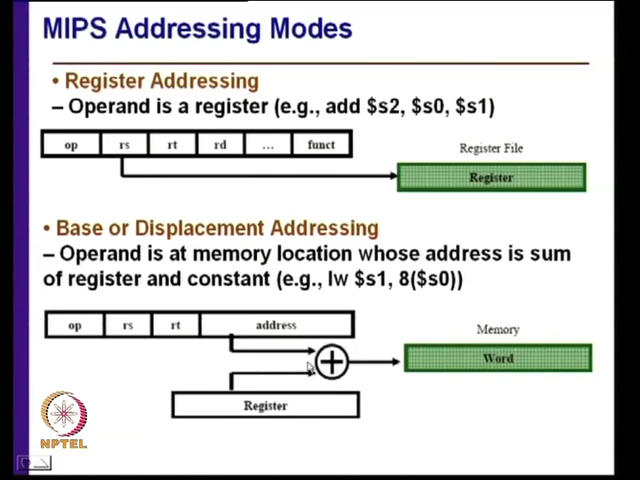 MIPS Addressing Modes
• Register Addressing
– Operand is a register (e.g., add $s2, $s0, $s1)
op rs rt rd ... funct
Register File
Register
• Base or Displacement Addressing
– Operand is at memory location whose address is sum
of register and constant (e.g., lw $s1, 8($s0))
op rs rt address
Memory
Word
Register
NPTEL